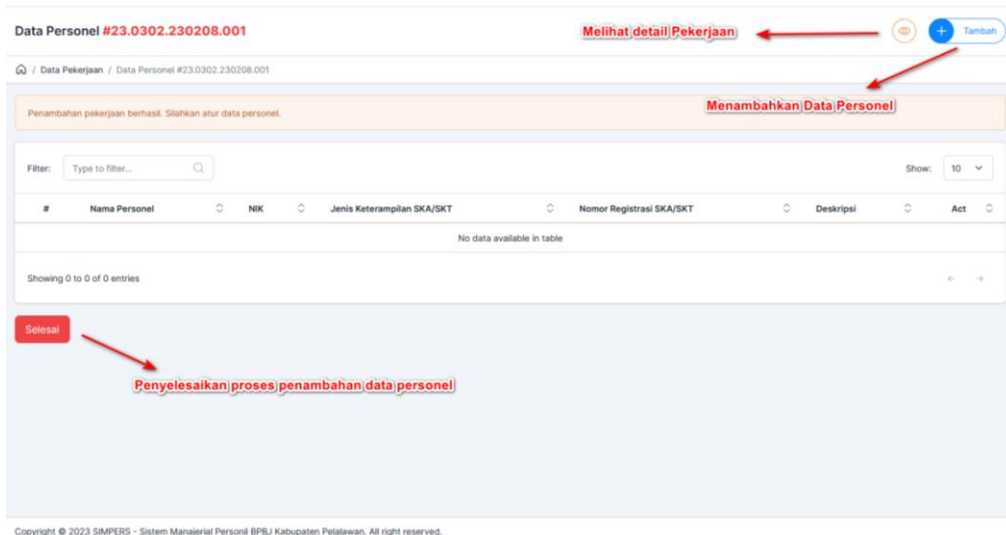 Data Personel #23.0302.230208.001
Melihat detail Pekerjaan
Tambah
/ Data Pekerjaan / Data Personel #23.0302.230208.001
Menambahkan Data Personel
Penambahan pekerjaan berhasil. Silahkan atur data personel.
Filter: Type to filter... Show: 10
# Nama Personel NIK Jenis Keterampilan SKA/SKT Nomor Registrasi SKA/SKT Deskripsi Act
No data available in table
Showing 0 to 0 of 0 entries
Selesai
Penyelesaikan proses penambahan data personel
Copyright © 2023 SIMPERS - Sistem Manajerial Personil BPBJ Kabupaten Pelalawan. All right reserved.